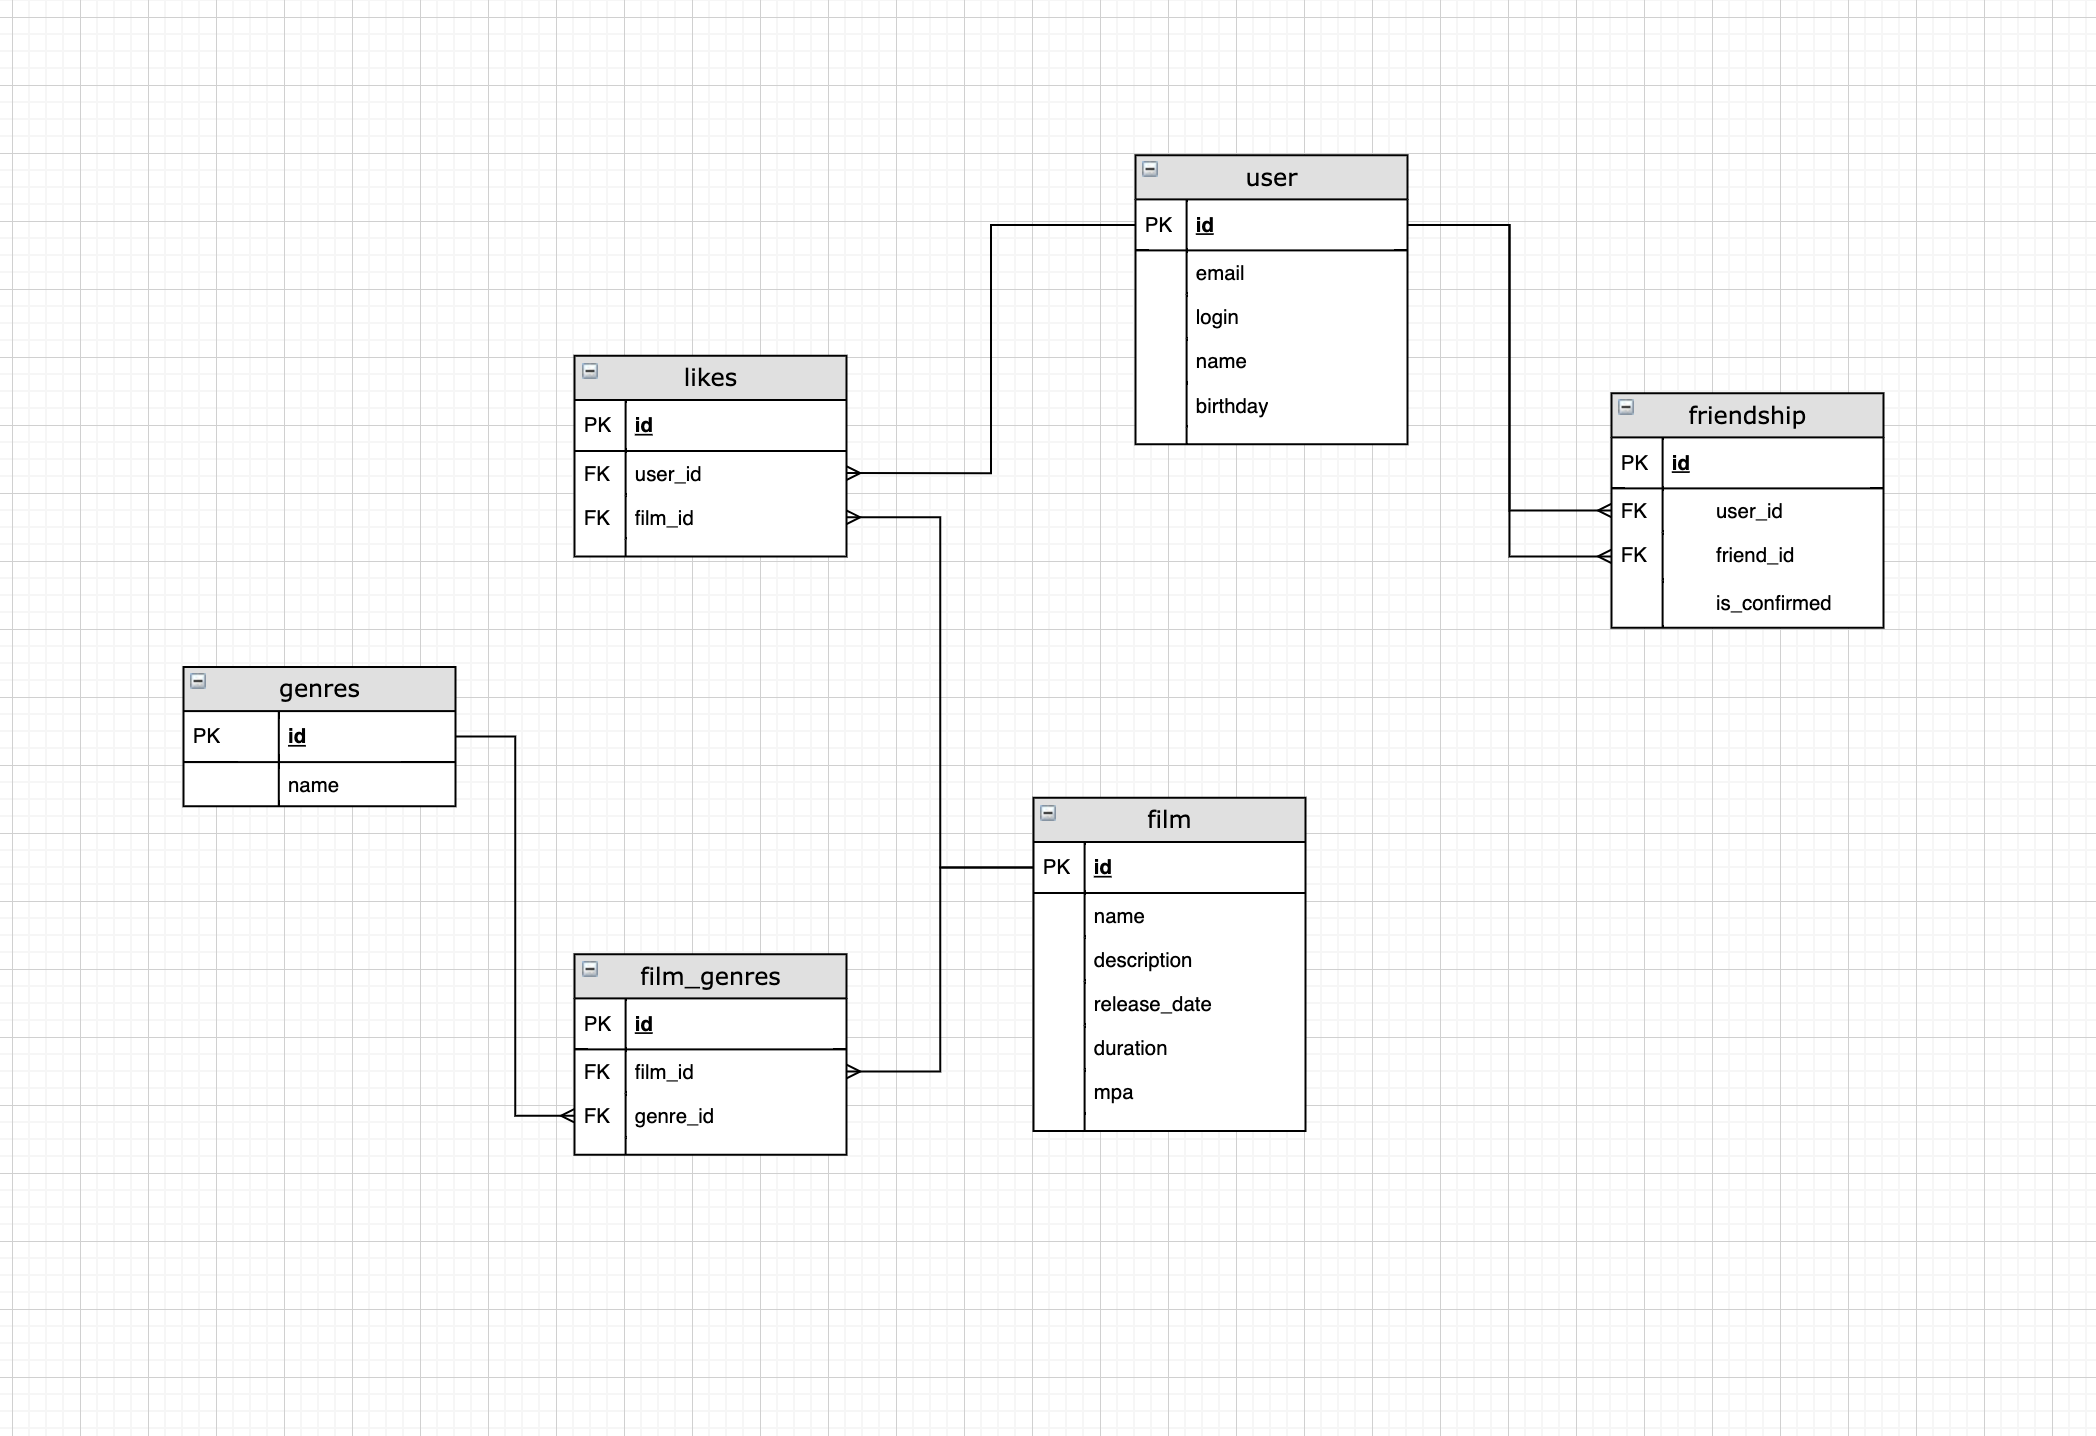 user
PK id
email
login
name
birthday
likes
PK id
FK user_id
FK film_id
friendship
PK id
FK user_id
FK friend_id
is_confirmed
genres
PK id
name
film
PK id
name
description
release_date
duration
mpa
film_genres
PK id
FK film_id
FK genre_id